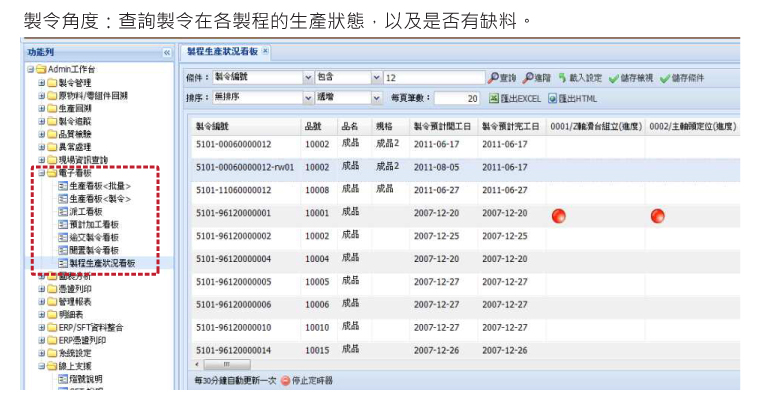 製令角度：查詢製令在各製程的生產狀態，以及是否有缺料。
功能列
製程生產狀況看板
Admin工作台
製令管理
原物料/零組件回溯
生產回溯
製令追蹤
品質檢驗
異常處理
現場資訊查詢
電子看板
生產看板<批量>
生產看板<製令>
派工看板
預計加工看板
逾交製令看板
閒置製令看板
製程生產狀況看板
圖表分析
憑證列印
管理報表
明細表
ERP/SFT資料整合
ERP憑證列印
系統設定
線上支援
燈號說明
條件： 製令編號 包含 12 查詢 進階 載入設定 儲存檢視 儲存條件
排序： 無排序 遞增 每頁筆數： 20 匯出EXCEL 匯出HTML
製令編號 品號 品名 規格 製令預計開工日 製令預計完工日 0001/Z軸滑台組立(進度) 0002/主軸頭定位(進度)
5101-00060000012 10002 成品 成品2 2011-06-17 2011-06-17
5101-00060000012-rw01 10002 成品 成品2 2011-08-05 2011-06-17
5101-11060000012 10008 成品 成品 2011-06-27 2011-06-27
5101-96120000001 10001 成品 2007-12-20 2007-12-20
5101-96120000002 10002 成品 2007-12-25 2007-12-25
5101-96120000004 10004 成品 2007-12-20 2007-12-20
5101-96120000005 10005 成品 2007-12-27 2007-12-27
5101-96120000006 10006 成品 2007-12-27 2007-12-27
5101-96120000010 10010 成品 2007-12-27 2007-12-27
5101-96120000014 10015 成品 2007-12-26 2007-12-26
每30分鐘自動更新一次 停止定時器